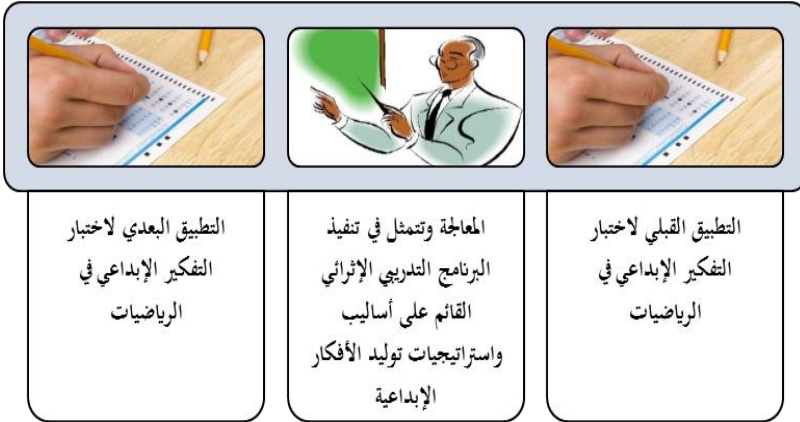 التطبيق القبلي لاختبار
التفكير الإبداعي في
الرياضيات
المعالجة وتتمثل في تنفيذ
البرنامج التدريبي الإثرائي
القائم على أساليب
واستراتيجيات توليد الأفكار
الإبداعية
التطبيق البعدي لاختبار
التفكير الإبداعي في
الرياضيات